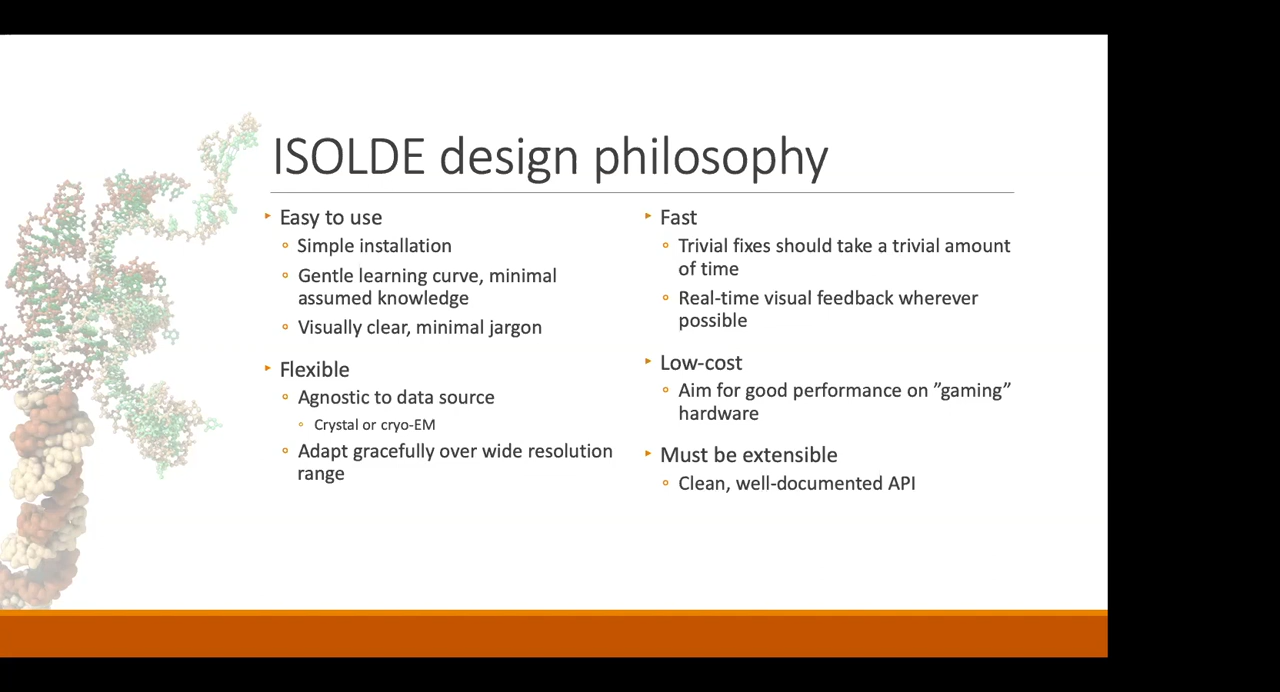 ISOLDE design philosophy
Easy to use
Simple installation
Gentle learning curve, minimal
assumed knowledge
Visually clear, minimal jargon
Flexible
Agnostic to data source
Crystal or cryo-EM
Adapt gracefully over wide resolution
range
Fast
Trivial fixes should take a trivial amount
of time
Real-time visual feedback wherever
possible
Low-cost
Aim for good performance on ”gaming”
hardware
Must be extensible
Clean, well-documented API